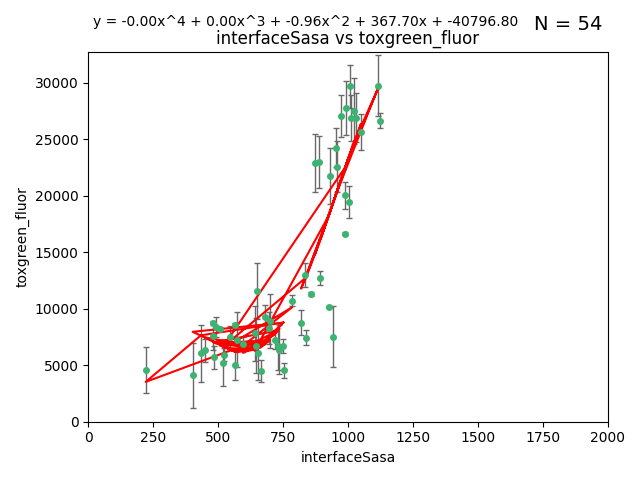 y = -0.00x^4 + 0.00x^3 + -0.96x^2 + 367.70x + -40796.80
N = 54
interfaceSasa vs toxgreen_fluor
toxgreen_fluor
30000
25000
20000
15000
10000
5000
0
0 250 500 750 1000 1250 1500 1750 2000
interfaceSasa